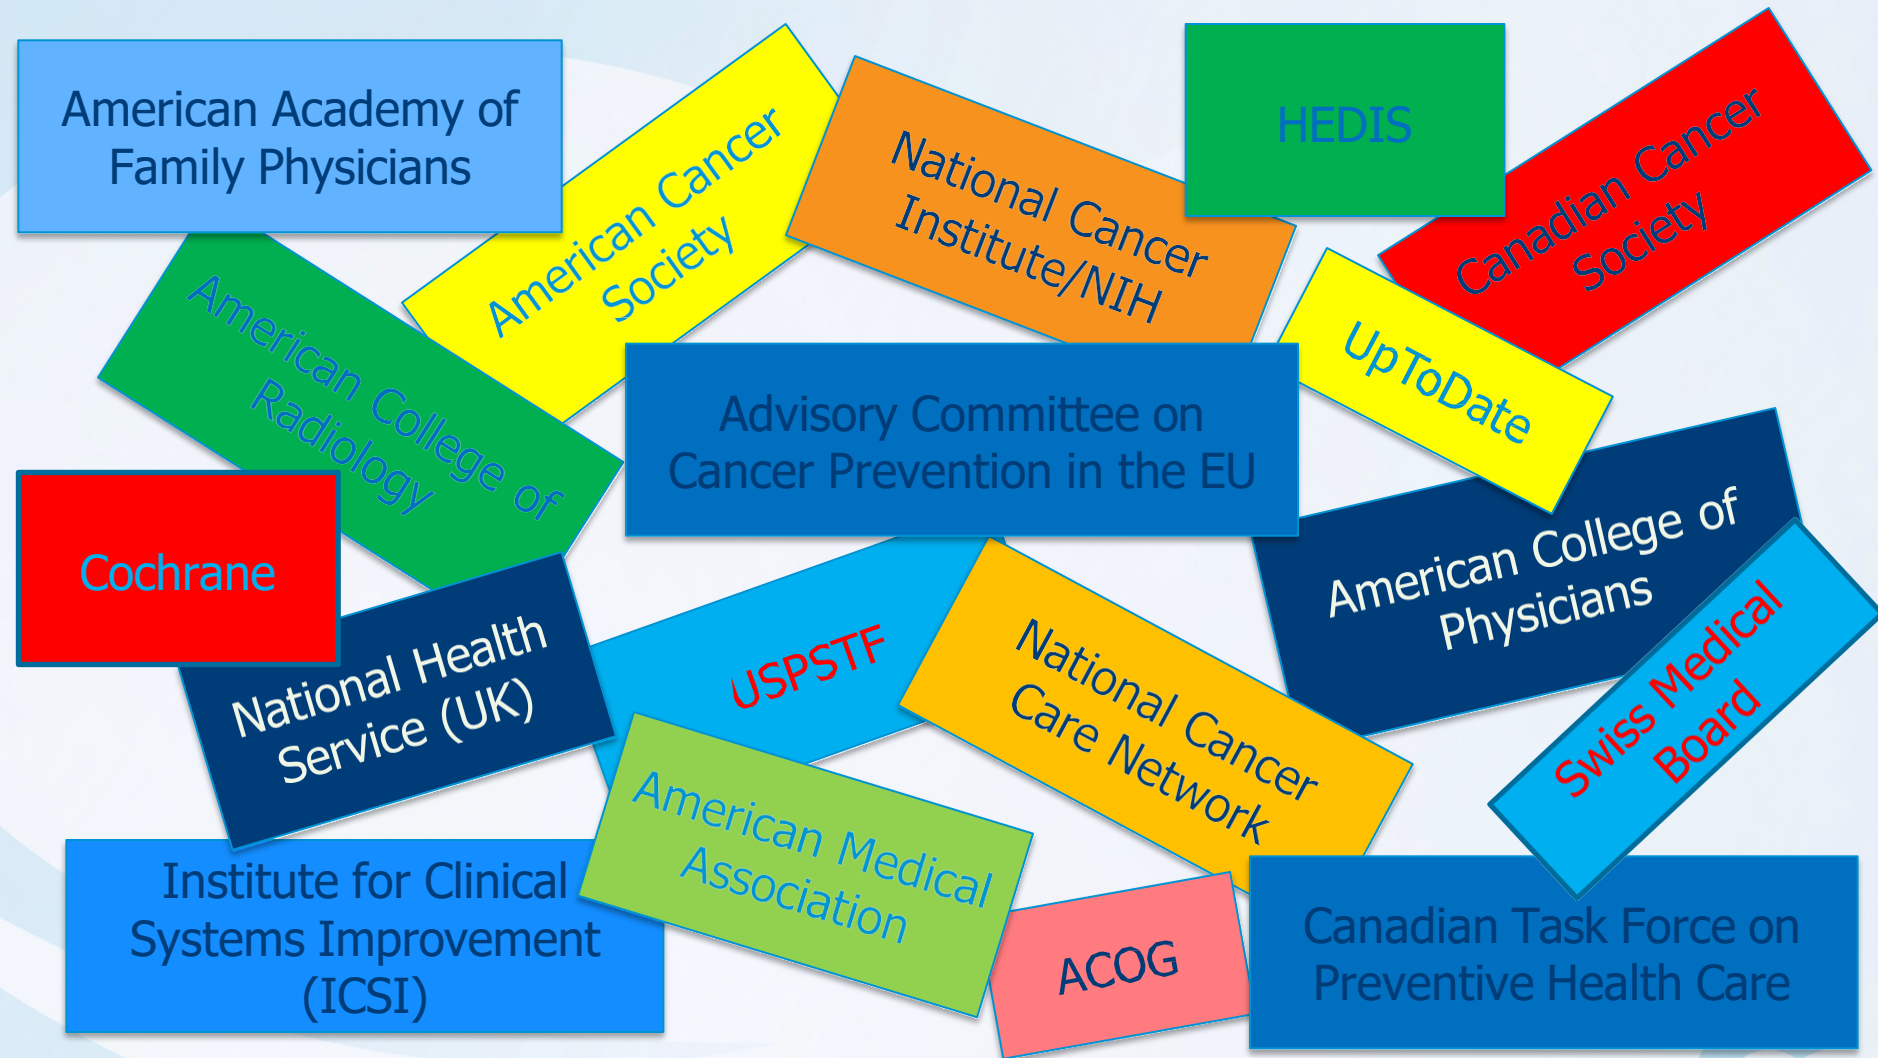 American Academy of
Family Physicians
American Cancer
Society
National Cancer
Institute/NIH
HEDIS
Canadian Cancer
Society
American College of
Radiology
Advisory Committee on
Cancer Prevention in the EU
UpToDate
Cochrane
National Health
Service (UK)
USPSTF
National Cancer
Care Network
American College of
Physicians
Swiss Medical
Board
Institute for Clinical
Systems Improvement
(ICSI)
American Medical
Association
ACOG
Canadian Task Force on
Preventive Health Care